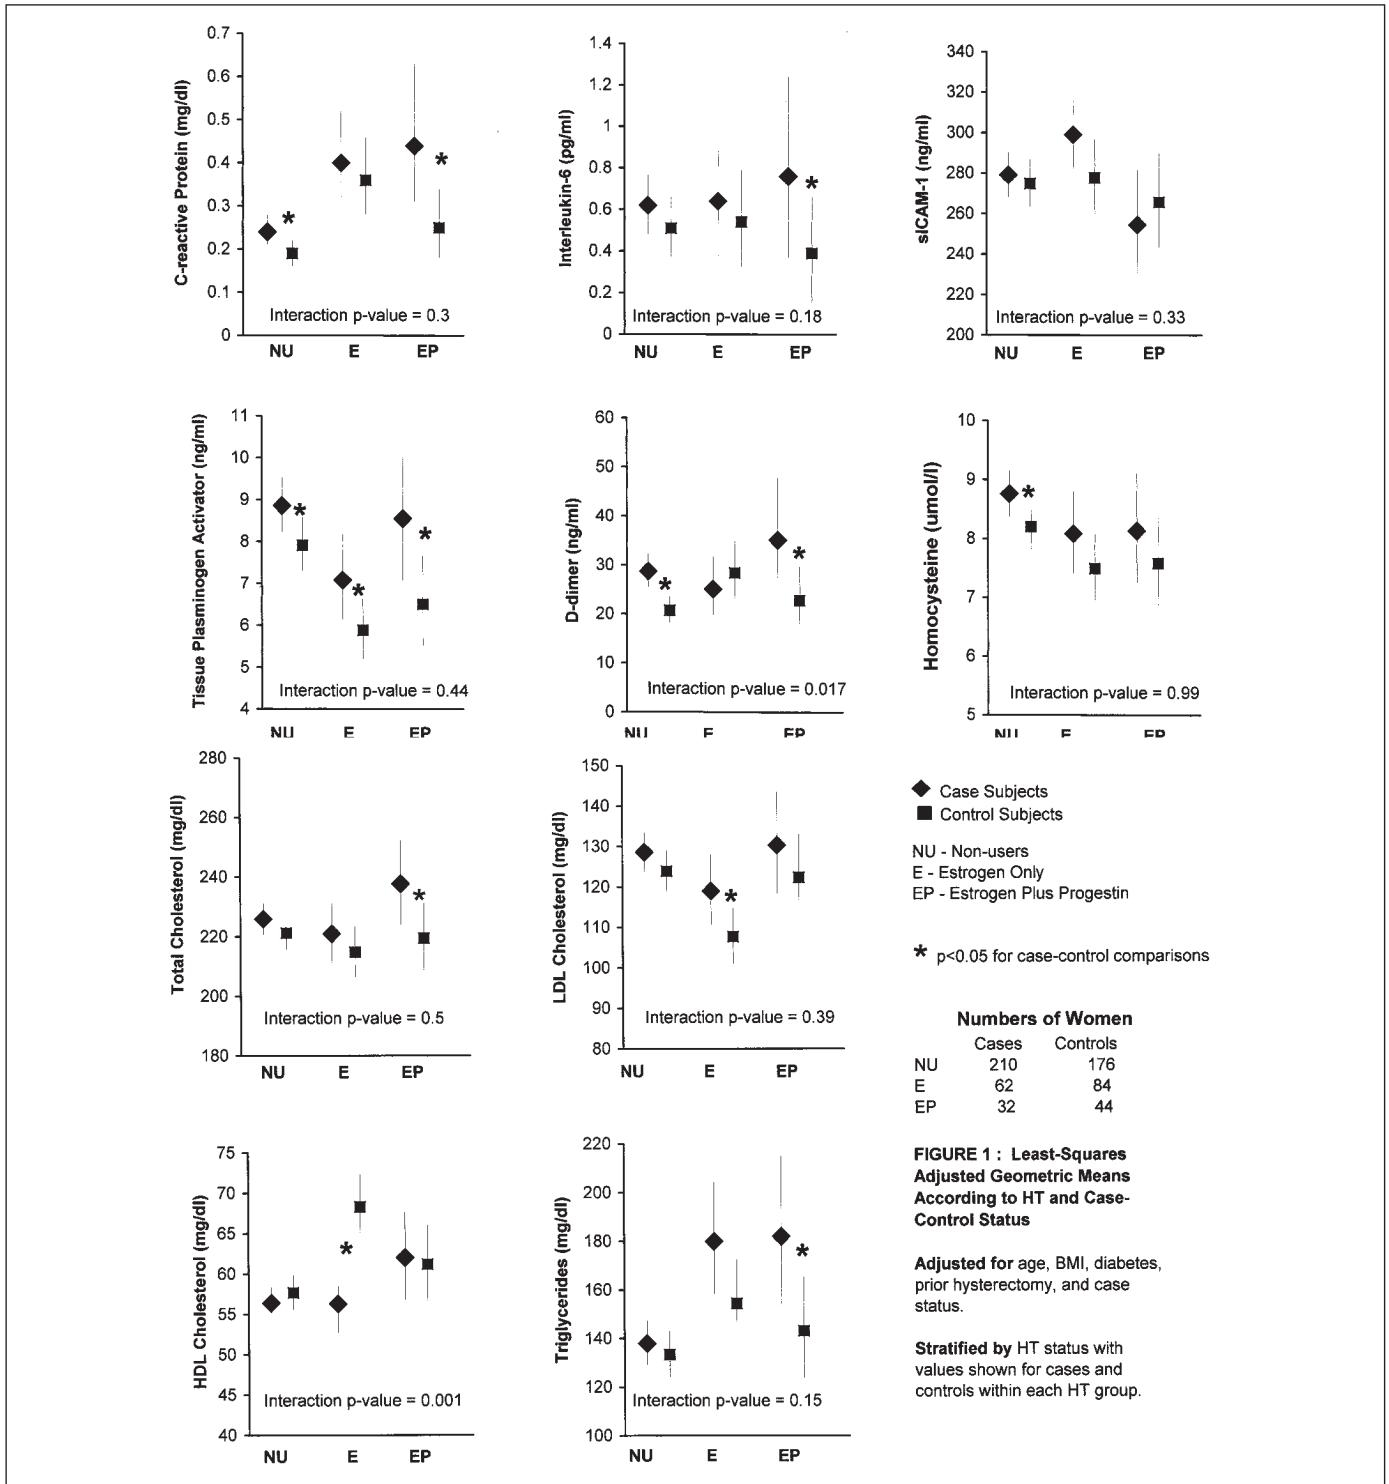 C-reactive Protein (mg/dl)
0.7
0.6
0.5
0.4
0.3
0.2
0.1
0
*
*
Interaction p-value = 0.3
NU E EP
Interleukin-6 (pg/ml)
1.4
1.2
1
0.8
0.6
0.4
0.2
0
*
Interaction p-value = 0.18
NU E EP
sICAM-1 (ng/ml)
340
320
300
280
260
240
220
200
Interaction p-value = 0.33
NU E EP
Tissue Plasminogen Activator (ng/ml)
11
10
9
8
7
6
5
4
*
*
*
Interaction p-value = 0.44
NU E EP
D-dimer (ng/ml)
60
50
40
30
20
10
0
*
*
Interaction p-value = 0.017
NU E EP
Homocysteine (umol/l)
10
9
8
7
6
5
*
Interaction p-value = 0.99
NU E EP
Total Cholesterol (mg/dl)
280
260
240
220
200
180
*
Interaction p-value = 0.5
NU E EP
LDL Cholesterol (mg/dl)
150
140
130
120
110
100
90
80
*
Interaction p-value = 0.39
NU E EP
Case Subjects
Control Subjects
NU - Non-users
E - Estrogen Only
EP - Estrogen Plus Progestin
* p<0.05 for case-control comparisons
Numbers of Women
Cases Controls
NU 210 176
E 62 84
EP 32 44
HDL Cholesterol (mg/dl)
75
70
65
60
55
50
45
40
*
Interaction p-value = 0.001
NU E EP
Triglycerides (mg/dl)
220
200
180
160
140
120
100
*
Interaction p-value = 0.15
NU E EP
FIGURE 1 : Least-Squares
Adjusted Geometric Means
According to HT and Case-
Control Status
Adjusted for age, BMI, diabetes,
prior hysterectomy, and case
status.
Stratified by HT status with
values shown for cases and
controls within each HT group.